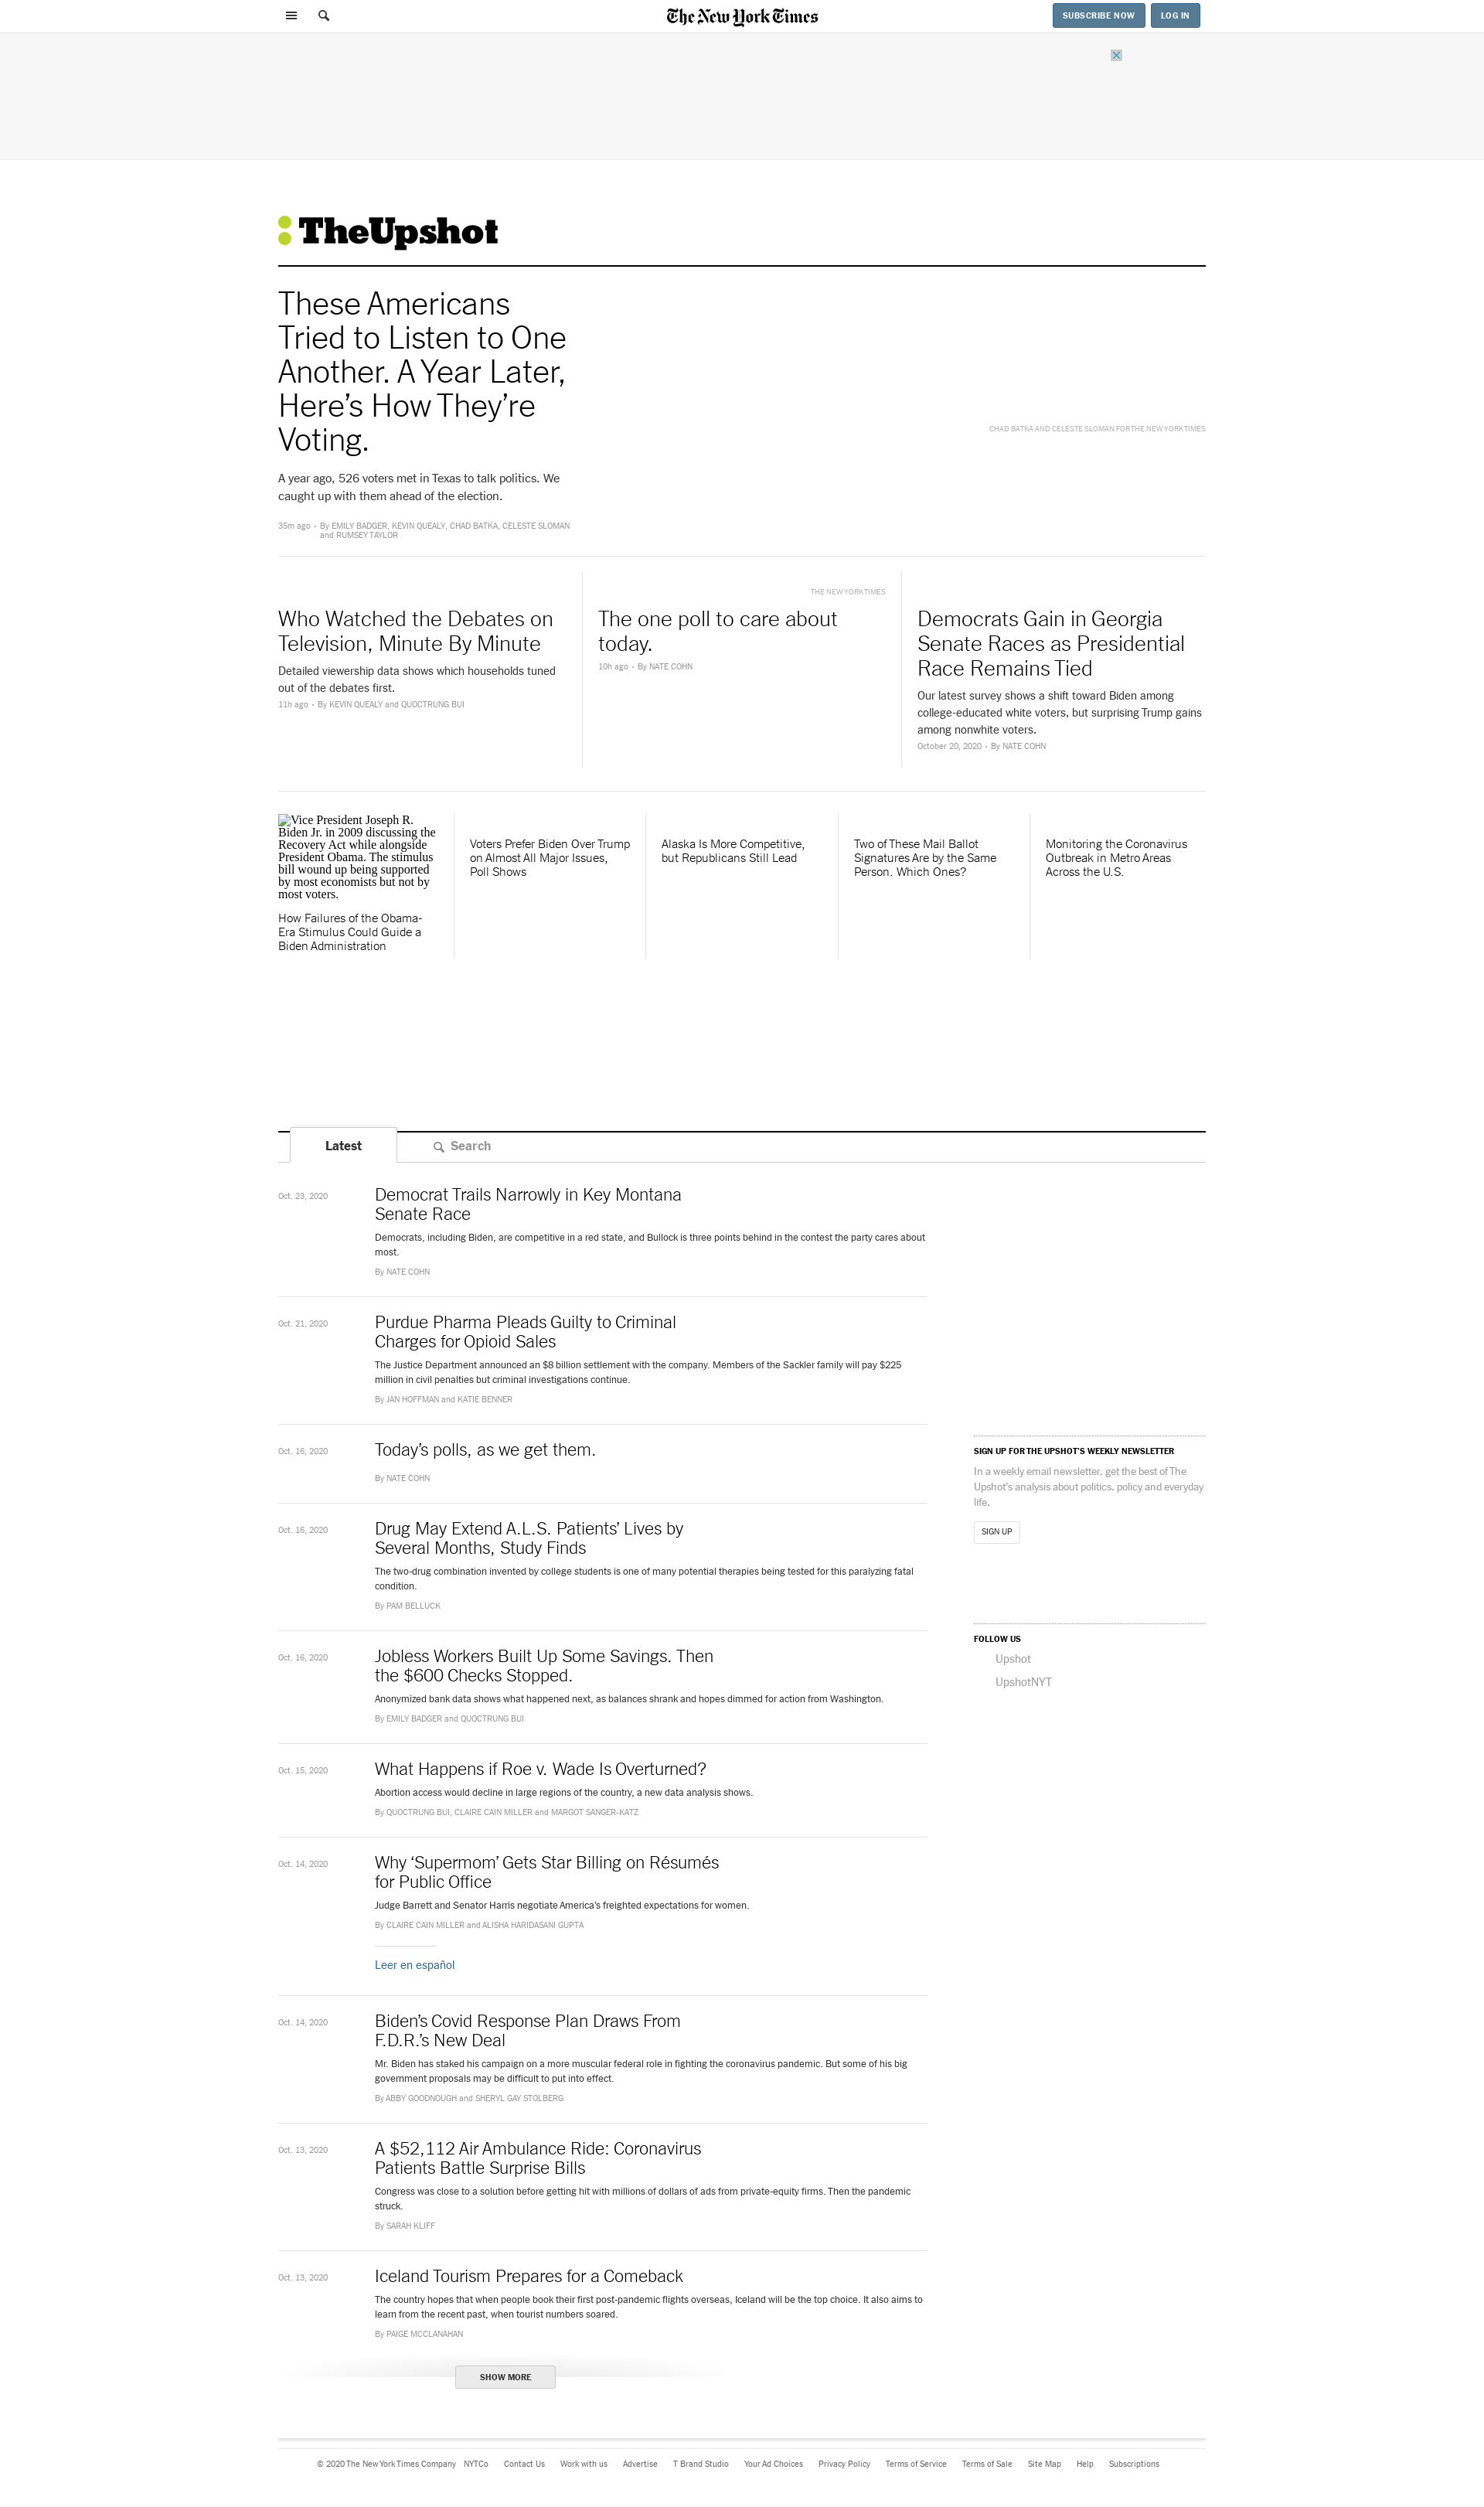 The New York Times
SUBSCRIBE NOW
LOG IN
TheUpshot
These Americans
Tried to Listen to One
Another. A Year Later,
Here’s How They’re
Voting.
CHAD BATKA AND CELESTE SLOMAN FOR THE NEW YORK TIMES
A year ago, 526 voters met in Texas to talk politics. We
caught up with them ahead of the election.
35m ago • By EMILY BADGER, KEVIN QUEALY, CHAD BATKA, CELESTE SLOMAN
and RUMSEY TAYLOR
Who Watched the Debates on
Television, Minute By Minute
Detailed viewership data shows which households tuned
out of the debates first.
11h ago • By KEVIN QUEALY and QUOCTRUNG BUI
THE NEW YORK TIMES
The one poll to care about
today.
10h ago • By NATE COHN
Democrats Gain in Georgia
Senate Races as Presidential
Race Remains Tied
Our latest survey shows a shift toward Biden among
college-educated white voters, but surprising Trump gains
among nonwhite voters.
October 20, 2020 • By NATE COHN
Vice President Joseph R.
Biden Jr. in 2009 discussing the
Recovery Act while alongside
President Obama. The stimulus
bill wound up being supported
by most economists but not by
most voters.
How Failures of the Obama-
Era Stimulus Could Guide a
Biden Administration
Voters Prefer Biden Over Trump
on Almost All Major Issues,
Poll Shows
Alaska Is More Competitive,
but Republicans Still Lead
Two of These Mail Ballot
Signatures Are by the Same
Person. Which Ones?
Monitoring the Coronavirus
Outbreak in Metro Areas
Across the U.S.
Latest
Search
Oct. 23, 2020
Democrat Trails Narrowly in Key Montana
Senate Race
Democrats, including Biden, are competitive in a red state, and Bullock is three points behind in the contest the party cares about
most.
By NATE COHN
Oct. 21, 2020
Purdue Pharma Pleads Guilty to Criminal
Charges for Opioid Sales
The Justice Department announced an $8 billion settlement with the company. Members of the Sackler family will pay $225
million in civil penalties but criminal investigations continue.
By JAN HOFFMAN and KATIE BENNER
Oct. 16, 2020
Today’s polls, as we get them.
By NATE COHN
Oct. 16, 2020
Drug May Extend A.L.S. Patients’ Lives by
Several Months, Study Finds
The two-drug combination invented by college students is one of many potential therapies being tested for this paralyzing fatal
condition.
By PAM BELLUCK
Oct. 16, 2020
Jobless Workers Built Up Some Savings. Then
the $600 Checks Stopped.
Anonymized bank data shows what happened next, as balances shrank and hopes dimmed for action from Washington.
By EMILY BADGER and QUOCTRUNG BUI
Oct. 15, 2020
What Happens if Roe v. Wade Is Overturned?
Abortion access would decline in large regions of the country, a new data analysis shows.
By QUOCTRUNG BUI, CLAIRE CAIN MILLER and MARGOT SANGER-KATZ
Oct. 14, 2020
Why ‘Supermom’ Gets Star Billing on Résumés
for Public Office
Judge Barrett and Senator Harris negotiate America’s freighted expectations for women.
By CLAIRE CAIN MILLER and ALISHA HARIDASANI GUPTA
Leer en español
Oct. 14, 2020
Biden’s Covid Response Plan Draws From
F.D.R.’s New Deal
Mr. Biden has staked his campaign on a more muscular federal role in fighting the coronavirus pandemic. But some of his big
government proposals may be difficult to put into effect.
By ABBY GOODNOUGH and SHERYL GAY STOLBERG
Oct. 13, 2020
A $52,112 Air Ambulance Ride: Coronavirus
Patients Battle Surprise Bills
Congress was close to a solution before getting hit with millions of dollars of ads from private-equity firms. Then the pandemic
struck.
By SARAH KLIFF
Oct. 13, 2020
Iceland Tourism Prepares for a Comeback
The country hopes that when people book their first post-pandemic flights overseas, Iceland will be the top choice. It also aims to
learn from the recent past, when tourist numbers soared.
By PAIGE MCCLANAHAN
SHOW MORE
SIGN UP FOR THE UPSHOT’S WEEKLY NEWSLETTER
In a weekly email newsletter, get the best of The
Upshot’s analysis about politics, policy and everyday
life.
SIGN UP
FOLLOW US
Upshot
UpshotNYT
© 2020 The New York Times Company NYTCo Contact Us Work with us Advertise T Brand Studio Your Ad Choices Privacy Policy Terms of Service Terms of Sale Site Map Help Subscriptions